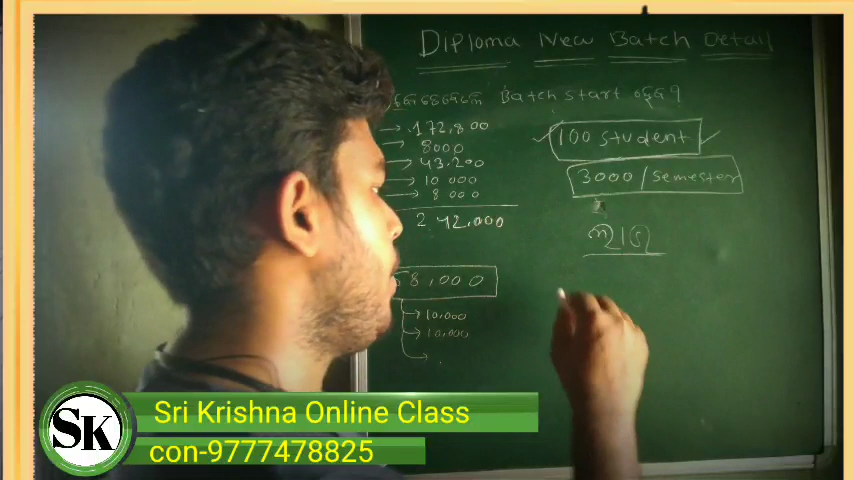 Diploma New Batch Detail
Batch start
172,800
8000
43,200
10 000
8 000
2 42,000
100 student
3000/semester
8,000
10,000
10,000
SK
Sri Krishna Online Class
con-9777478825